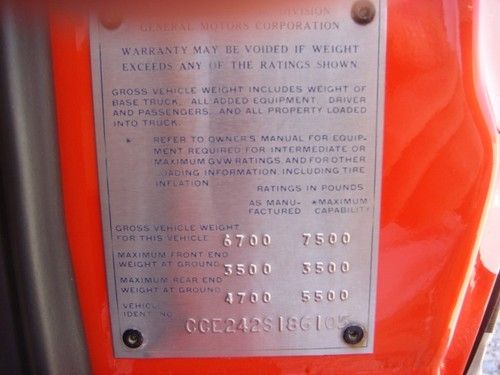 DIVISION
GENERAL MOTORS CORPORATION
WARRANTY MAY BE VOIDED IF WEIGHT
EXCEEDS ANY OF THE RATINGS SHOWN.
GROSS VEHICLE WEIGHT INCLUDES WEIGHT OF
BASE TRUCK, ALL ADDED EQUIPMENT, DRIVER
AND PASSENGERS, AND ALL PROPERTY LOADED
INTO TRUCK.
* REFER TO OWNER'S MANUAL FOR EQUIP-
MENT REQUIRED FOR INTERMEDIATE OR
MAXIMUM GVW RATINGS, AND FOR OTHER
LOADING INFORMATION, INCLUDING TIRE
INFLATION.
RATINGS IN POUNDS
AS MANU- *MAXIMUM
FACTURED CAPABILITY
GROSS VEHICLE WEIGHT
FOR THIS VEHICLE 6700 7500
MAXIMUM FRONT END
WEIGHT AT GROUND 3500 3500
MAXIMUM REAR END
WEIGHT AT GROUND 4700 5500
VEHICLE
IDENT. NO. CCE242S186105